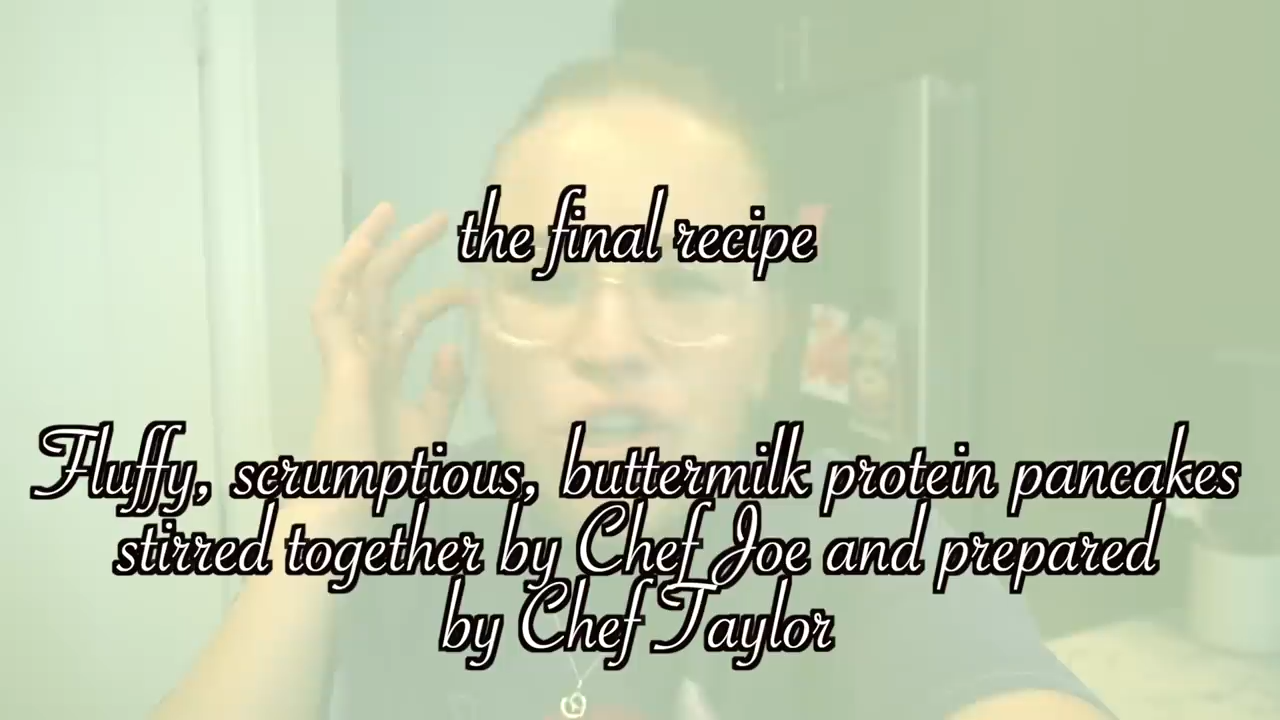 the final recipe
Fluffy, scrumptious, buttermilk protein pancakes
stirred together by Chef Joe and prepared
by Chef Taylor